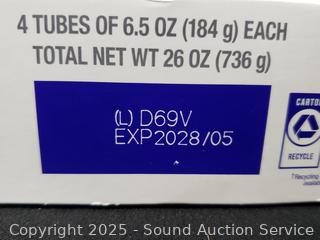 4 TUBES OF 6.5 OZ (184 g) EACH
TOTAL NET WT 26 OZ (736 g)
(L) D69V
EXP2028/05
CARTO
RECYCLE
Copyright © 2025 - Sound Auction Service